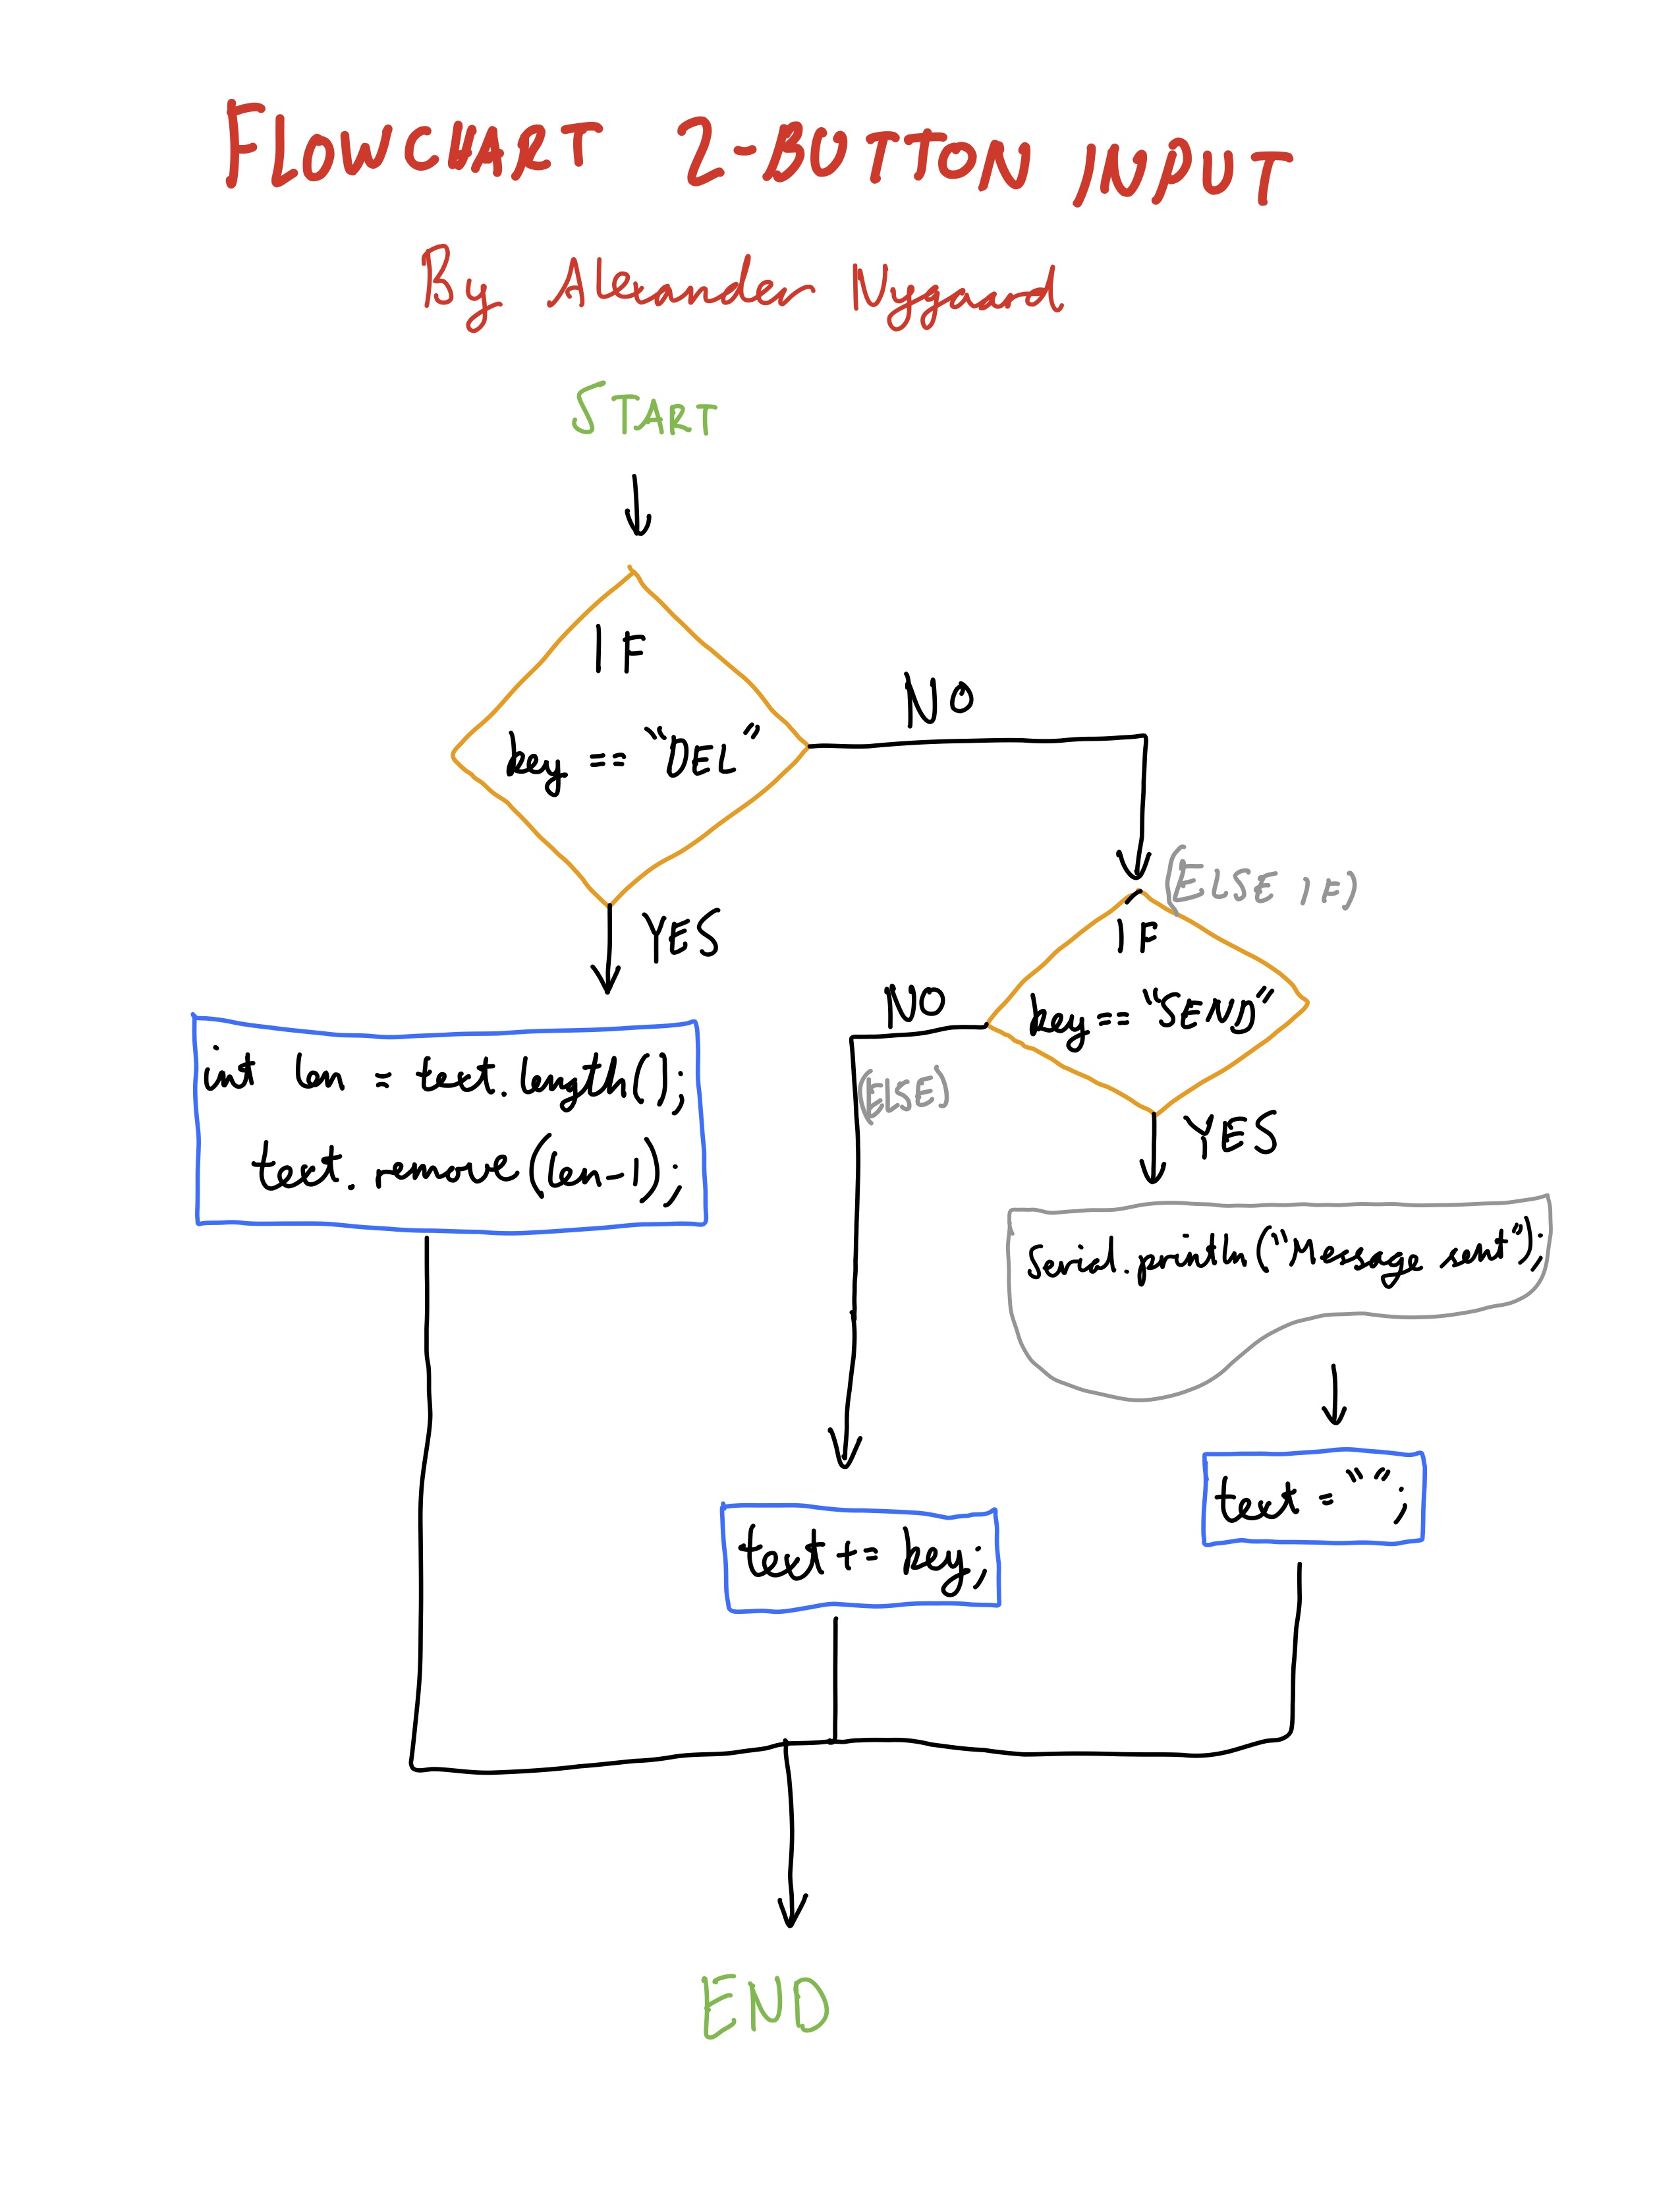 FLOWCHART 2-BUTTON INPUT
By Alexander Nygaard
START
IF
key == "DEL"
NO
YES
(ELSE IF)
IF
key == "SEND"
NO
(ELSE)
YES
int len = text.length();
text.remove(len-1);
Serial.println("Message sent");
text = "";
text += key;
END